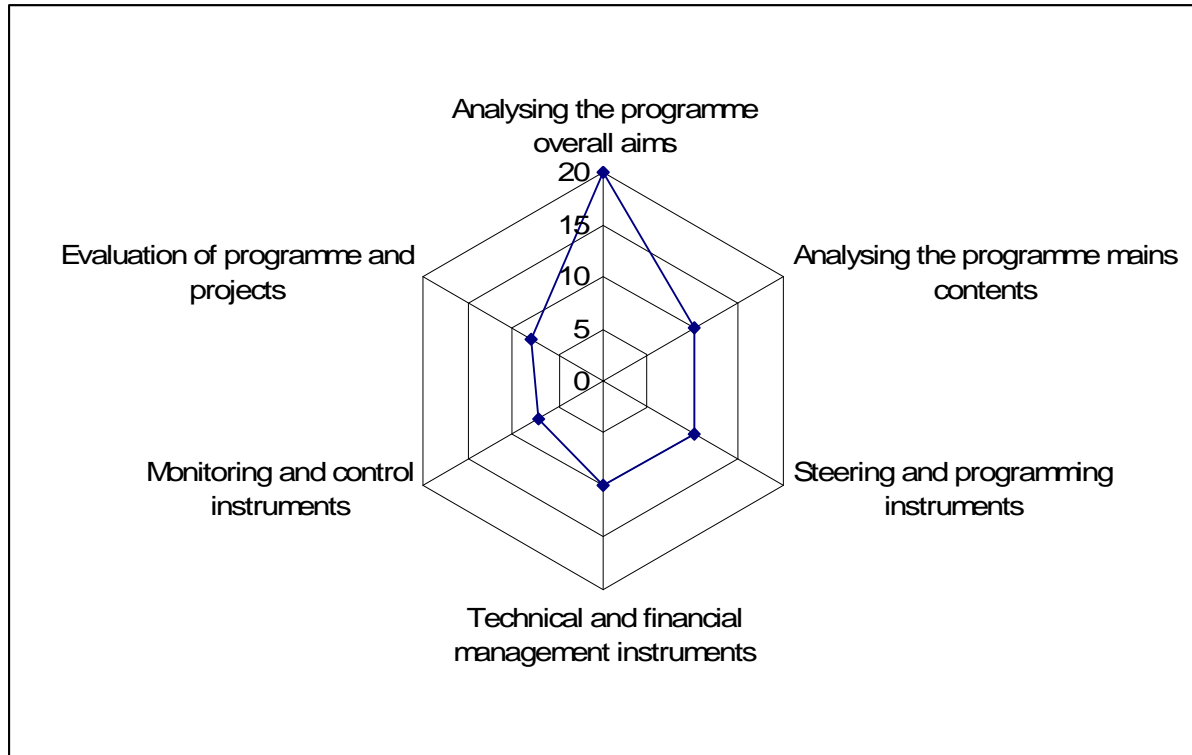 Analysing the programme
overall aims
20
15
10
5
0
Evaluation of programme and
projects
Analysing the programme mains
contents
Monitoring and control
instruments
Steering and programming
instruments
Technical and financial
management instruments